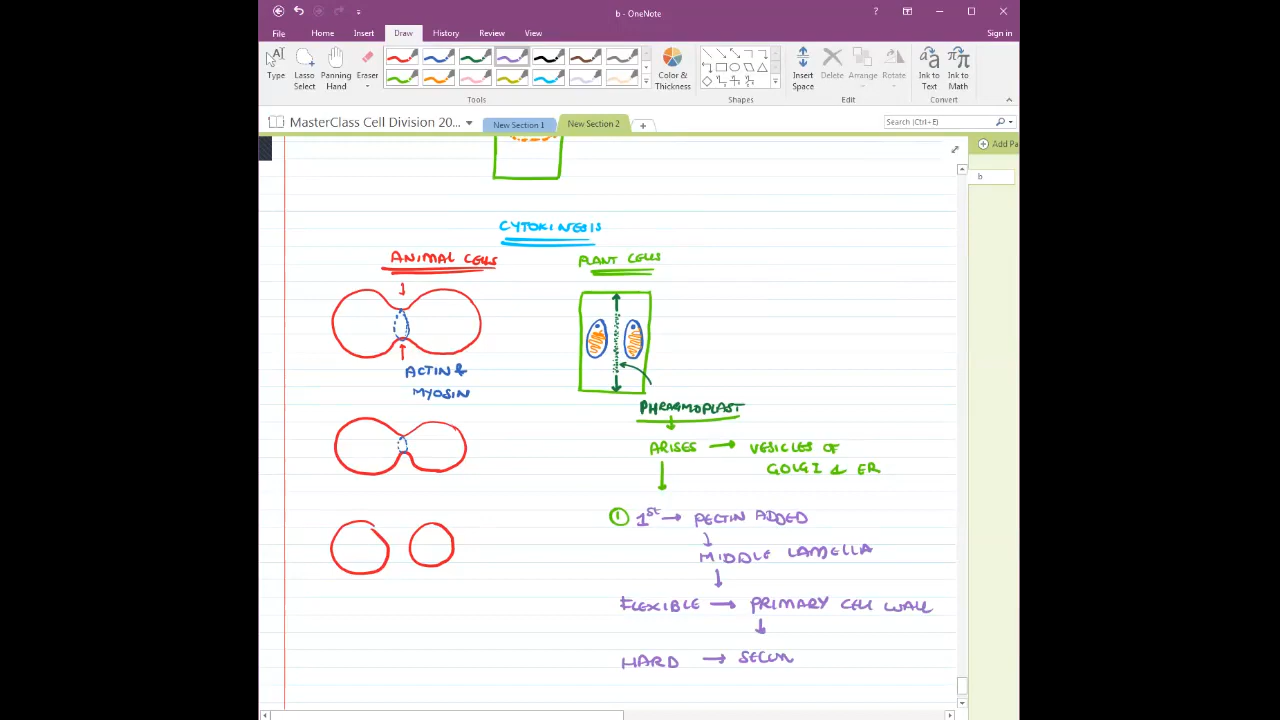 b - OneNote
? Sign in
File Home Insert Draw History Review View
Type
Lasso Select
Panning Hand
Eraser
Color & Thickness
Insert Space
Delete
Arrange
Rotate
Ink to Text
Ink to Math
Tools Shapes Edit Convert
MasterClass Cell Division 20... New Section 1 New Section 2
Search (Ctrl+E)
Add Pa
b
CYTOKINESIS
ANIMAL CELLS
PLANT CELLS
ACTIN &
MYOSIN
PHRAGMOPLAST
ARISES → VESICLES OF
GOLGI & ER
① 1ST → PECTIN ADDED
MIDDLE LAMELLA
FLEXIBLE → PRIMARY CELL WALL
HARD → SECON